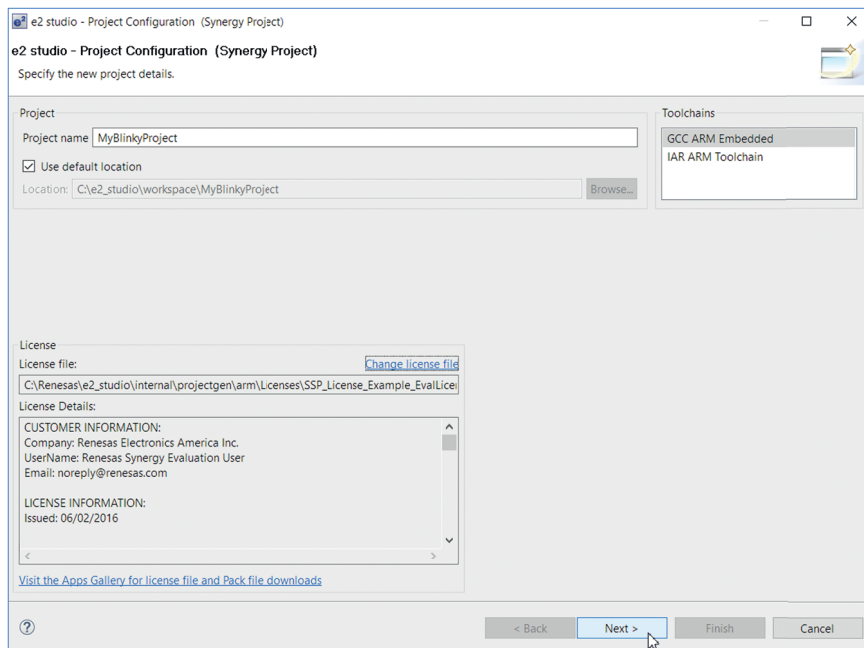 e2 e2 studio - Project Configuration (Synergy Project)
e2 studio - Project Configuration (Synergy Project)
Specify the new project details.
Project
Project name MyBlinkyProject
Use default location
Location: C:\e2_studio\workspace\MyBlinkyProject Browse...
Toolchains
GCC ARM Embedded
IAR ARM Toolchain
License
License file: Change license file
C:\Renesas\e2_studio\internal\projectgen\arm\Licenses\SSP_License_Example_EvalLicen
License Details:
CUSTOMER INFORMATION:
Company: Renesas Electronics America Inc.
UserName: Renesas Synergy Evaluation User
Email: noreply@renesas.com
LICENSE INFORMATION:
Issued: 06/02/2016
Visit the Apps Gallery for license file and Pack file downloads
? < Back Next > Finish Cancel